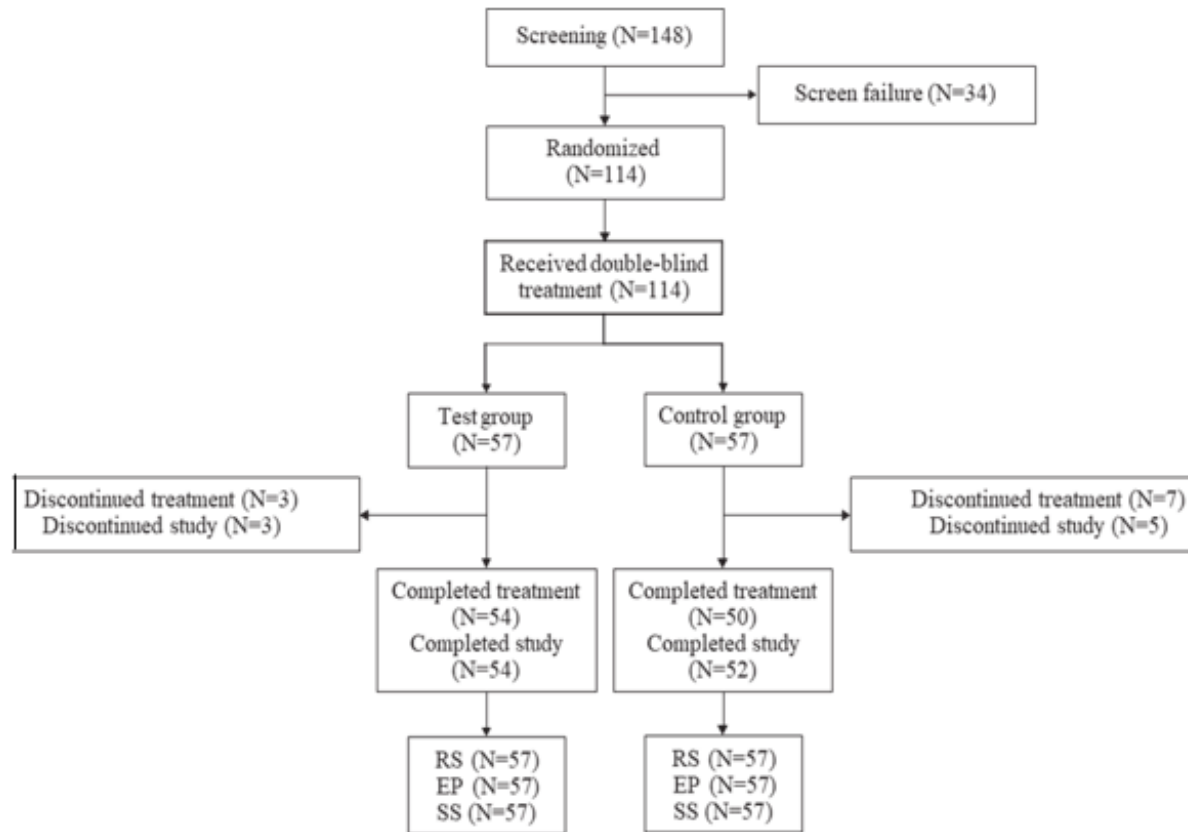 Screening (N=148)
Screen failure (N=34)
Randomized
(N=114)
Received double-blind
treatment (N=114)
Test group
(N=57)
Control group
(N=57)
Discontinued treatment (N=3)
Discontinued study (N=3)
Discontinued treatment (N=7)
Discontinued study (N=5)
Completed treatment
(N=54)
Completed study
(N=54)
Completed treatment
(N=50)
Completed study
(N=52)
RS (N=57)
EP (N=57)
SS (N=57)
RS (N=57)
EP (N=57)
SS (N=57)